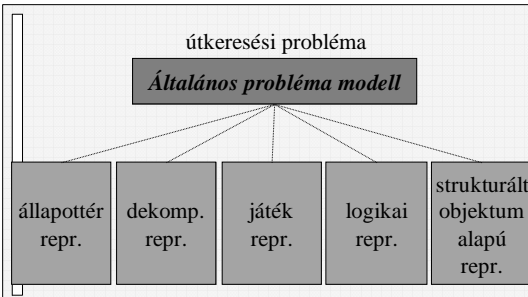 útkeresési probléma
Általános probléma modell
állapottér
repr.
dekomp.
repr.
játék
repr.
logikai
repr.
strukturált
objektum
alapú
repr.